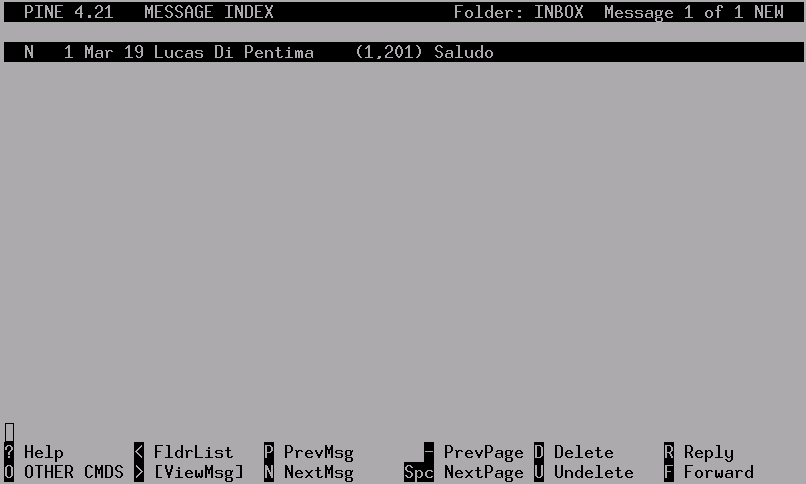 PINE 4.21   MESSAGE INDEX                  Folder: INBOX  Message 1 of 1 NEW
N   1 Mar 19 Lucas Di Pentima    (1,201) Saludo
? Help       < FldrList   P PrevMsg       - PrevPage D Delete     R Reply
O OTHER CMDS > [ViewMsg]  N NextMsg     Spc NextPage U Undelete   F Forward